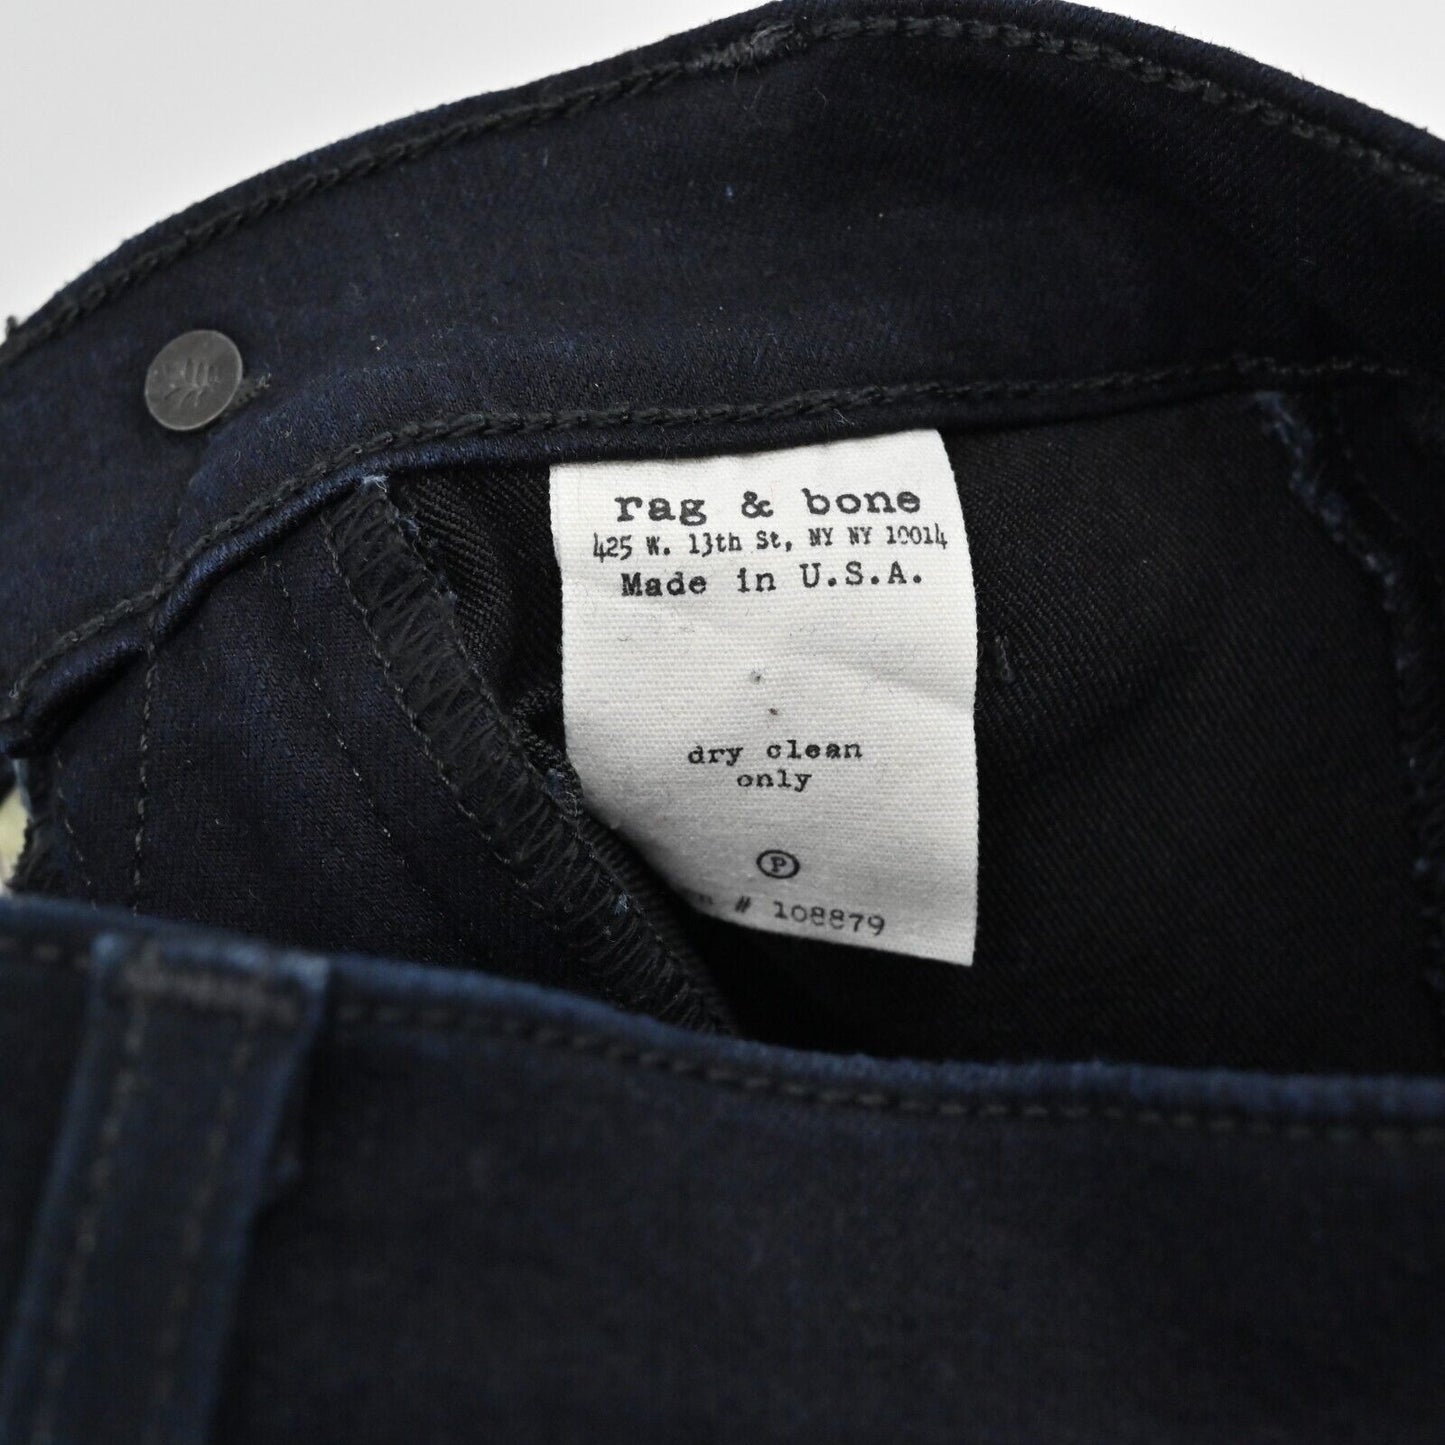 rag & bone
425 W. 13th St, NY NY 10014
Made in U.S.A.
dry clean
only
P
# 108879